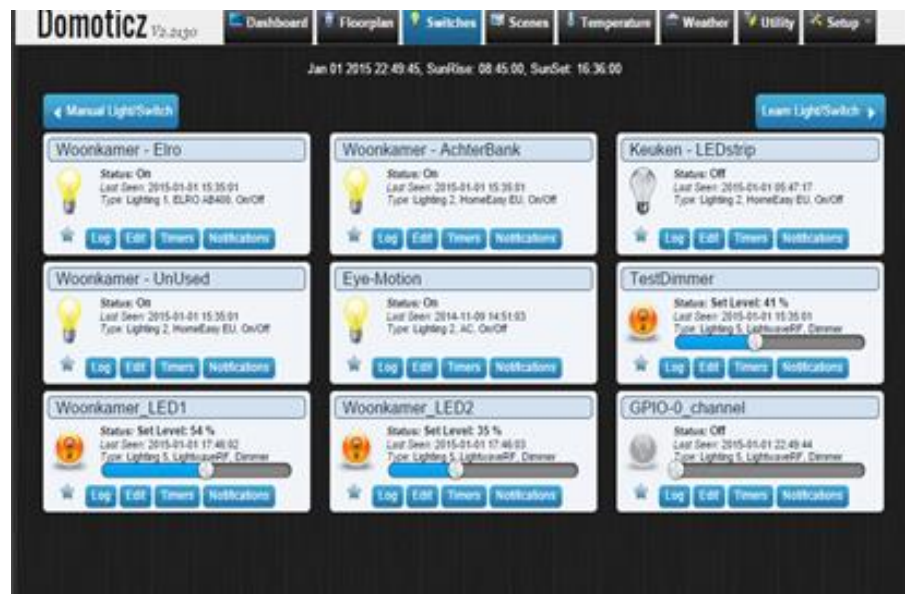 Domoticz V2.2130
Dashboard Floorplan Switches Scenes Temperature Weather Utility Setup
Jan 01 2015 22:49:45, SunRise: 08:45:00, SunSet: 16:36:00
Manual Light/Switch
Learn Light/Switch
Woonkamer - Elro
Status: On
Last Seen: 2015-01-01 15:35:01
Type: Lighting 1, ELRO AB400, On/Off
Log Edit Timers Notifications
Woonkamer - AchterBank
Status: On
Last Seen: 2015-01-01 15:35:01
Type: Lighting 2, HomeEasy EU, On/Off
Log Edit Timers Notifications
Keuken - LEDstrip
Status: Off
Last Seen: 2015-01-01 05:47:17
Type: Lighting 2, HomeEasy EU, On/Off
Log Edit Timers Notifications
Woonkamer - UnUsed
Status: On
Last Seen: 2015-01-01 15:35:01
Type: Lighting 2, HomeEasy EU, On/Off
Log Edit Timers Notifications
Eye-Motion
Status: On
Last Seen: 2014-11-09 14:51:03
Type: Lighting 2, AC, On/Off
Log Edit Timers Notifications
TestDimmer
Status: Set Level: 41 %
Last Seen: 2015-01-01 15:35:01
Type: Lighting 5, LightwaveRF, Dimmer
Log Edit Timers Notifications
Woonkamer_LED1
Status: Set Level: 54 %
Last Seen: 2015-01-01 17:46:02
Type: Lighting 5, LightwaveRF, Dimmer
Log Edit Timers Notifications
Woonkamer_LED2
Status: Set Level: 35 %
Last Seen: 2015-01-01 17:46:03
Type: Lighting 5, LightwaveRF, Dimmer
Log Edit Timers Notifications
GPIO-0_channel
Status: Off
Last Seen: 2015-01-01 22:49:44
Type: Lighting 5, LightwaveRF, Dimmer
Log Edit Timers Notifications